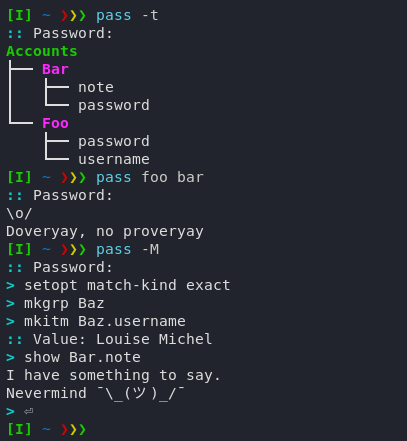 [I] ~ ❯❯❯ pass -t
:: Password:
Accounts
├── Bar
│   ├── note
│   └── password
└── Foo
    ├── password
    └── username
[I] ~ ❯❯❯ pass foo bar
:: Password:
\o/
Doveryay, no proveryay
[I] ~ ❯❯❯ pass -M
:: Password:
> setopt match-kind exact
> mkgrp Baz
> mkitm Baz.username
:: Value: Louise Michel
> show Bar.note
I have something to say.
Nevermind ¯\_(ツ)_/¯
> ⏎
[I] ~ ❯❯❯